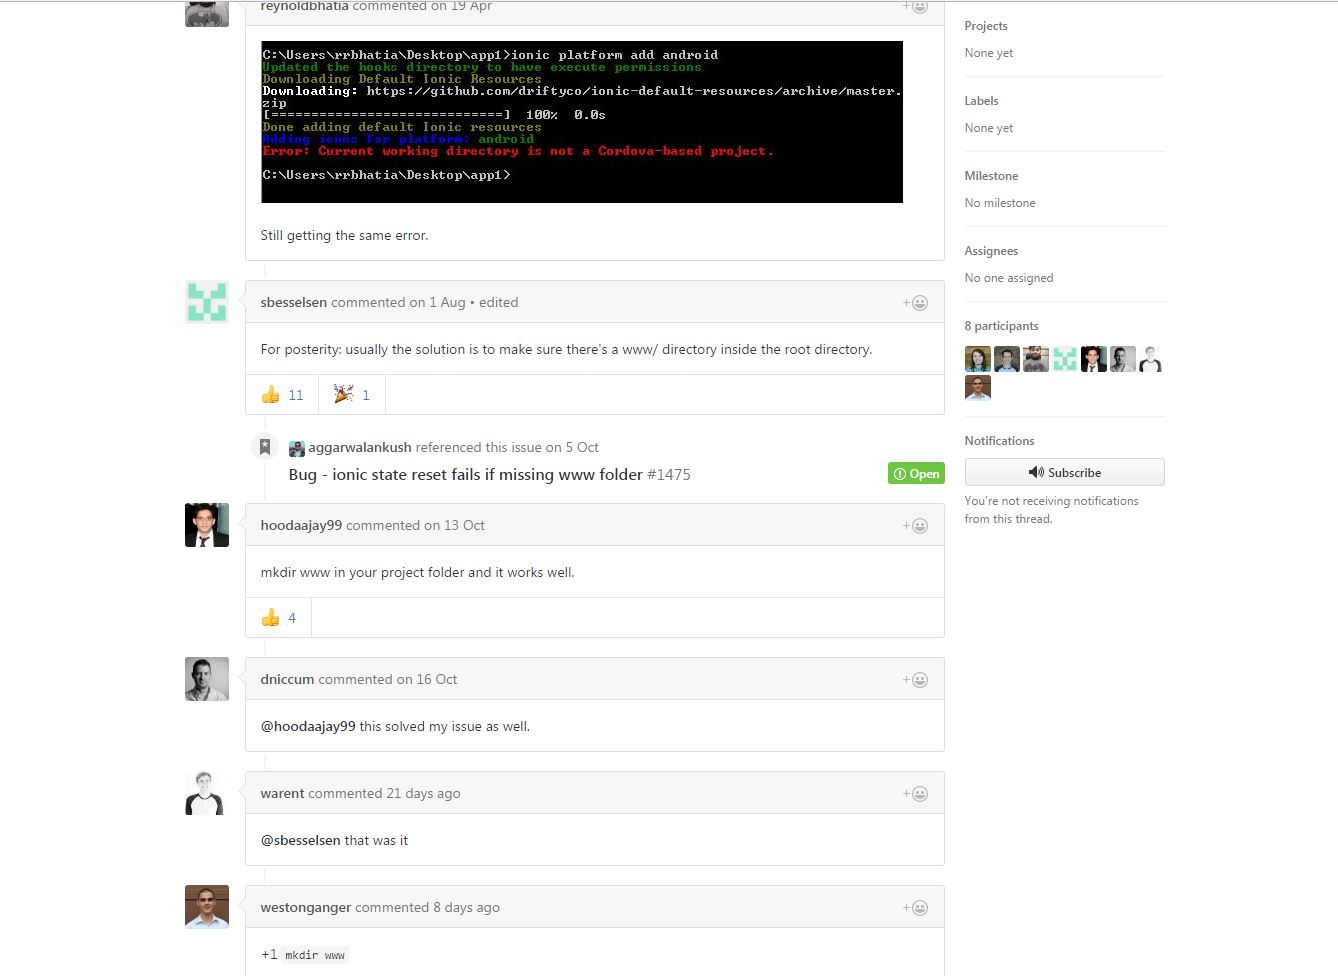 reynoldbhatia commented on 19 Apr
C:\Users\rrbhatia\Desktop\app1>ionic platform add android
Updated the hooks directory to have execute permissions
Downloading Default Ionic Resources
Downloading: https://github.com/driftyco/ionic-default-resources/archive/master.
zip
[=============================]  100%  0.0s
Done adding default Ionic resources
Adding icons for platform: android
Error: Current working directory is not a Cordova-based project.
C:\Users\rrbhatia\Desktop\app1>
Still getting the same error.
sbesselsen commented on 1 Aug • edited
For posterity: usually the solution is to make sure there's a www/ directory inside the root directory.
👍 11 🎉 1
aggarwalankush referenced this issue on 5 Oct
Bug - ionic state reset fails if missing www folder #1475
Open
hoodaajay99 commented on 13 Oct
mkdir www in your project folder and it works well.
👍 4
dniccum commented on 16 Oct
@hoodaajay99 this solved my issue as well.
warent commented 21 days ago
@sbesselsen that was it
westonganger commented 8 days ago
+1 mkdir www
Projects
None yet
Labels
None yet
Milestone
No milestone
Assignees
No one assigned
8 participants
Notifications
Subscribe
You're not receiving notifications
from this thread.